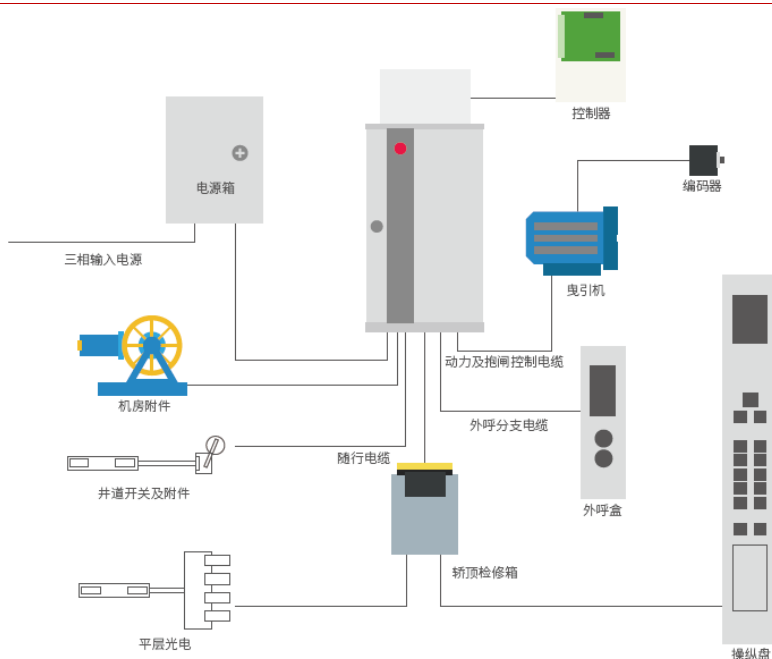 控制器
电源箱
编码器
三相输入电源
曳引机
动力及抱闸控制电缆
机房附件
外呼分支电缆
随行电缆
井道开关及附件
外呼盒
轿顶检修箱
平层光电
操纵盘